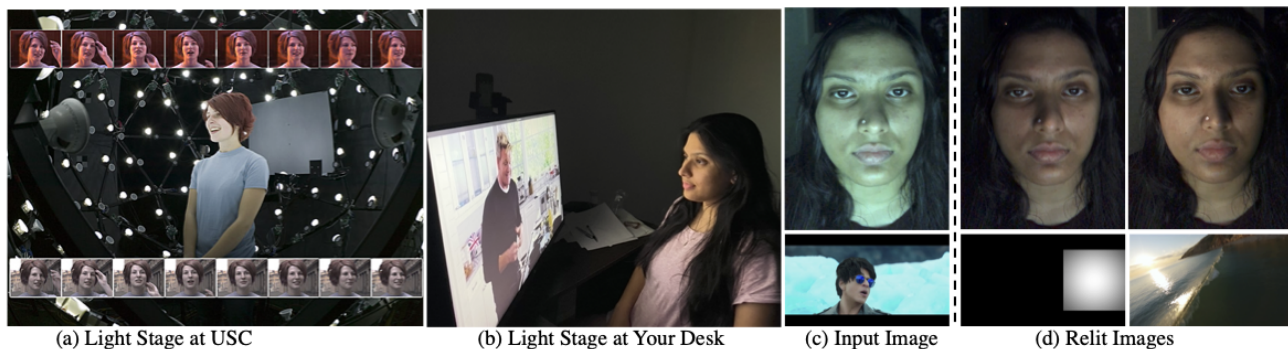 (a) Light Stage at USC
(b) Light Stage at Your Desk
(c) Input Image
(d) Relit Images